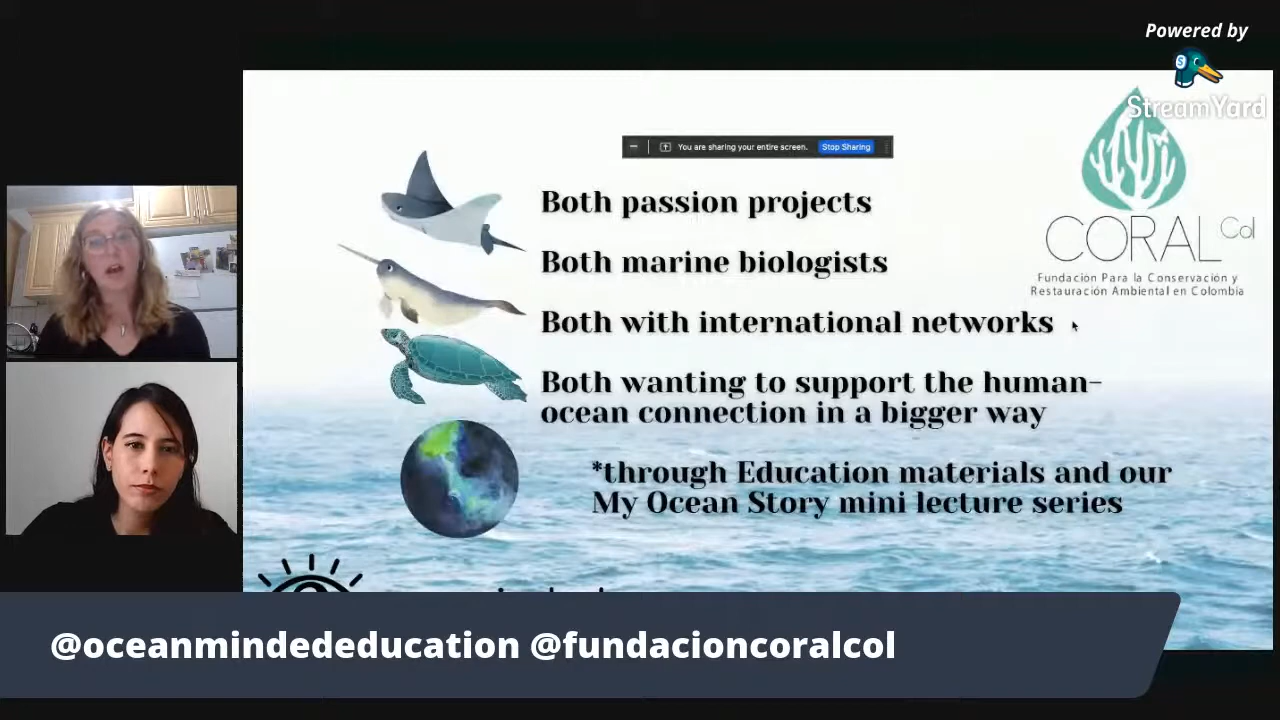 Powered by
StreamYard
You are sharing your entire screen.
Stop Sharing
CORAL Col
Fundación Para la Conservación y
Restauración Ambiental en Colombia
Both passion projects
Both marine biologists
Both with international networks
Both wanting to support the human-
ocean connection in a bigger way
*through Education materials and our
My Ocean Story mini lecture series
@oceanmindededucation @fundacioncoralcol